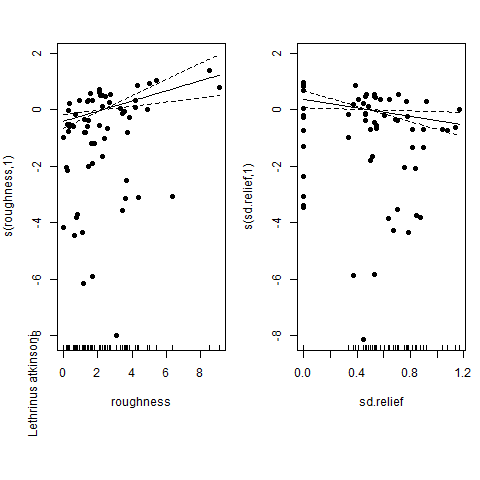 s(roughness,1)
2
0
-2
-4
-6
-8
0 2 4 6 8
roughness
Lethrinus atkinsoni
s(sd.relief,1)
2
0
-2
-4
-6
-8
0.0 0.4 0.8 1.2
sd.relief